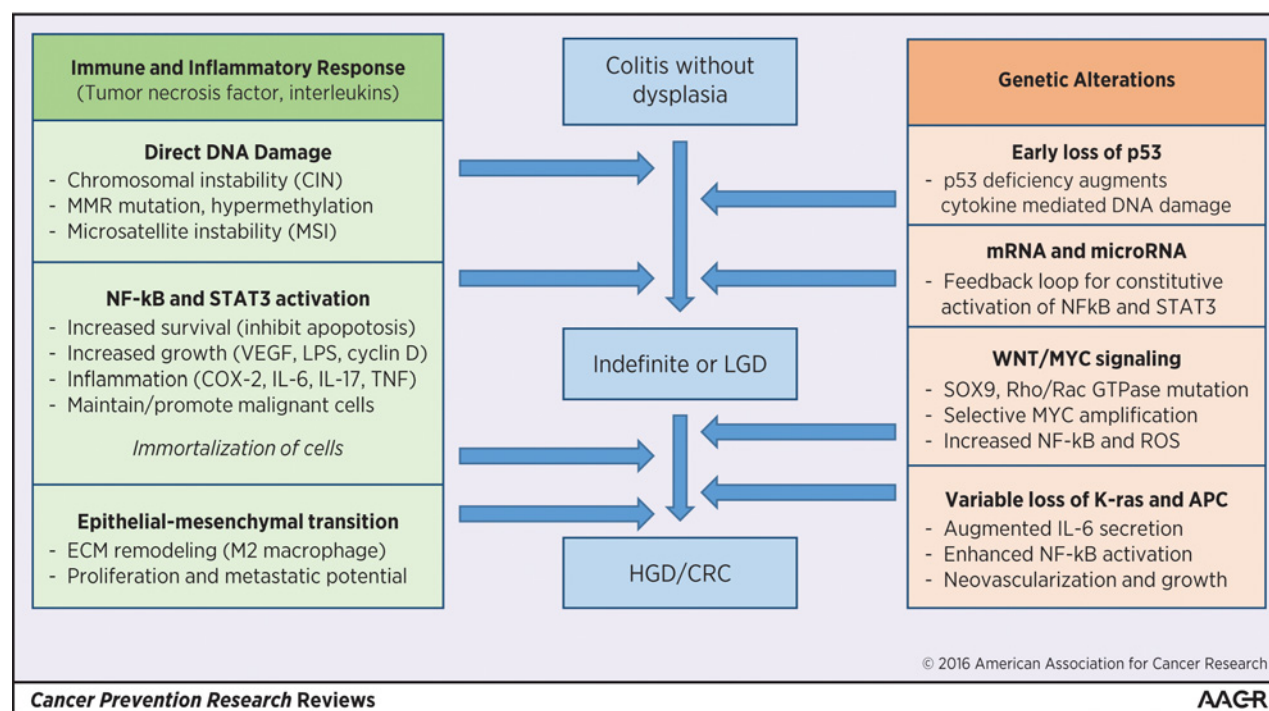 Immune and Inflammatory Response
(Tumor necrosis factor, interleukins)
Direct DNA Damage
- Chromosomal instability (CIN)
- MMR mutation, hypermethylation
- Microsatellite instability (MSI)
NF-kB and STAT3 activation
- Increased survival (inhibit apopotosis)
- Increased growth (VEGF, LPS, cyclin D)
- Inflammation (COX-2, IL-6, IL-17, TNF)
- Maintain/promote malignant cells
Immortalization of cells
Epithelial-mesenchymal transition
- ECM remodeling (M2 macrophage)
- Proliferation and metastatic potential
Colitis without
dysplasia
Indefinite or LGD
HGD/CRC
Genetic Alterations
Early loss of p53
- p53 deficiency augments
cytokine mediated DNA damage
mRNA and microRNA
- Feedback loop for constitutive
activation of NFkB and STAT3
WNT/MYC signaling
- SOX9, Rho/Rac GTPase mutation
- Selective MYC amplification
- Increased NF-kB and ROS
Variable loss of K-ras and APC
- Augmented IL-6 secretion
- Enhanced NF-kB activation
- Neovascularization and growth
© 2016 American Association for Cancer Research
Cancer Prevention Research Reviews
AACR